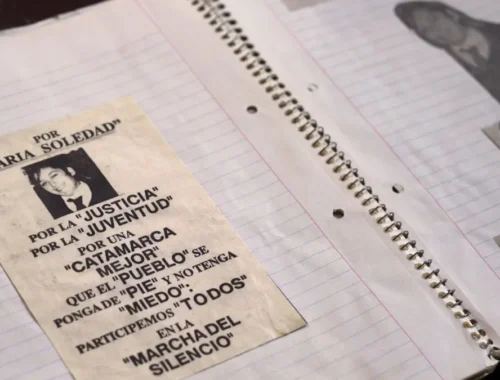 POR
ARIA SOLEDAD"
POR LA "JUSTICIA"
POR LA "JUVENTUD"
POR UNA
"CATAMARCA
MEJOR"
QUE EL "PUEBLO" SE
PONGA DE "PIE" Y NO TENGA
"MIEDO":
PARTICIPEMOS "TODOS"
EN LA
"MARCHA DEL
SILENCIO"